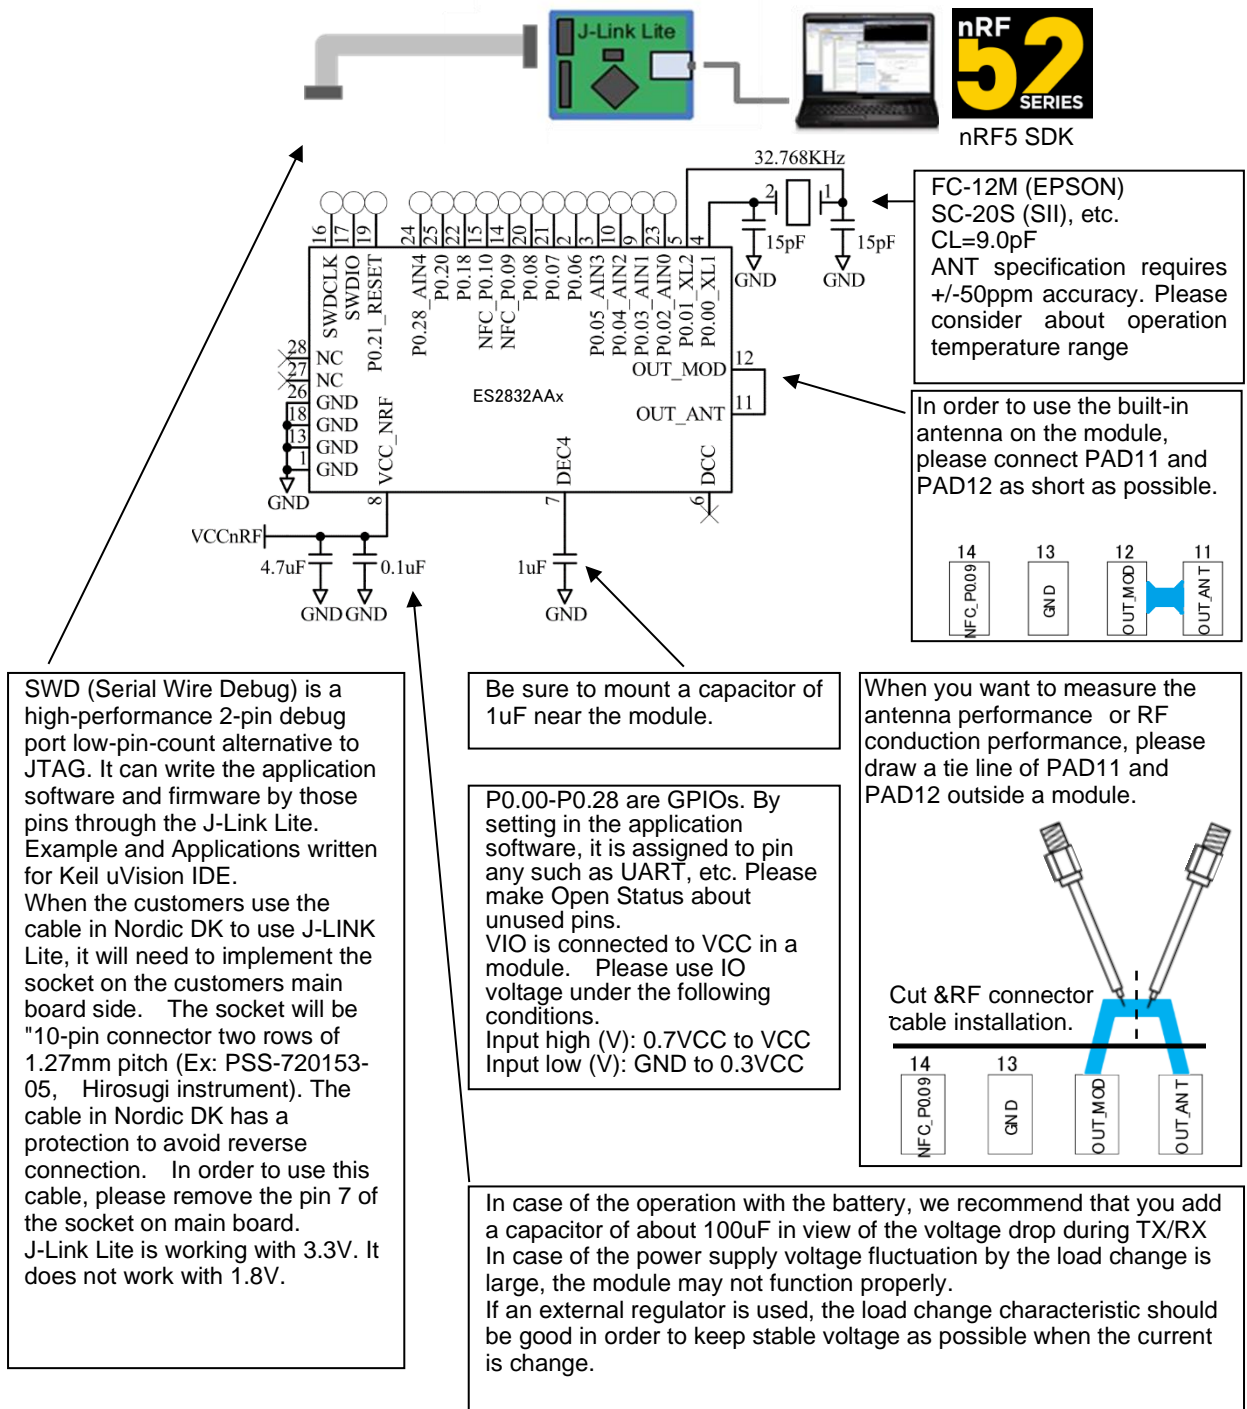 J-Link Lite
nRF
52
SERIES
nRF5 SDK
32.768KHz
2
1
15pF
15pF
GND
GND
FC-12M (EPSON)
SC-20S (SII), etc.
CL=9.0pF
ANT specification requires
+/-50ppm accuracy. Please
consider about operation
temperature range
16
17
19
24
25
22
15
14
20
21
2
3
10
9
23
5
4
SWDCLK
SWDIO
P0.21_RESET
P0.28_AIN4
P0.20
P0.18
NFC_P0.10
NFC_P0.09
P0.08
P0.07
P0.06
P0.05_AIN3
P0.04_AIN2
P0.03_AIN1
P0.02_AIN0
P0.01_XL2
P0.00_XL1
28 NC
27 NC
26 GND
18 GND
13 GND
1 GND
GND
ES2832AAx
OUT_MOD 12
OUT_ANT 11
VCC_NRF
DEC4
DCC
8
7
6
VCCnRF
4.7uF
0.1uF
1uF
GND
GND
GND
In order to use the built-in
antenna on the module,
please connect PAD11 and
PAD12 as short as possible.
14 13 12 11
NFC_P0.09
GND
OUT_MOD
OUT_ANT
SWD (Serial Wire Debug) is a
high-performance 2-pin debug
port low-pin-count alternative to
JTAG. It can write the application
software and firmware by those
pins through the J-Link Lite.
Example and Applications written
for Keil uVision IDE.
When the customers use the
cable in Nordic DK to use J-LINK
Lite, it will need to implement the
socket on the customers main
board side. The socket will be
"10-pin connector two rows of
1.27mm pitch (Ex: PSS-720153-
05, Hirosugi instrument). The
cable in Nordic DK has a
protection to avoid reverse
connection. In order to use this
cable, please remove the pin 7 of
the socket on main board.
J-Link Lite is working with 3.3V. It
does not work with 1.8V.
Be sure to mount a capacitor of
1uF near the module.
P0.00-P0.28 are GPIOs. By
setting in the application
software, it is assigned to pin
any such as UART, etc. Please
make Open Status about
unused pins.
VIO is connected to VCC in a
module. Please use IO
voltage under the following
conditions.
Input high (V): 0.7VCC to VCC
Input low (V): GND to 0.3VCC
When you want to measure the
antenna performance or RF
conduction performance, please
draw a tie line of PAD11 and
PAD12 outside a module.
Cut &RF connector
cable installation.
14 13
NFC_P0.09
GND
OUT_MOD
OUT_ANT
In case of the operation with the battery, we recommend that you add
a capacitor of about 100uF in view of the voltage drop during TX/RX
In case of the power supply voltage fluctuation by the load change is
large, the module may not function properly.
If an external regulator is used, the load change characteristic should
be good in order to keep stable voltage as possible when the current
is change.